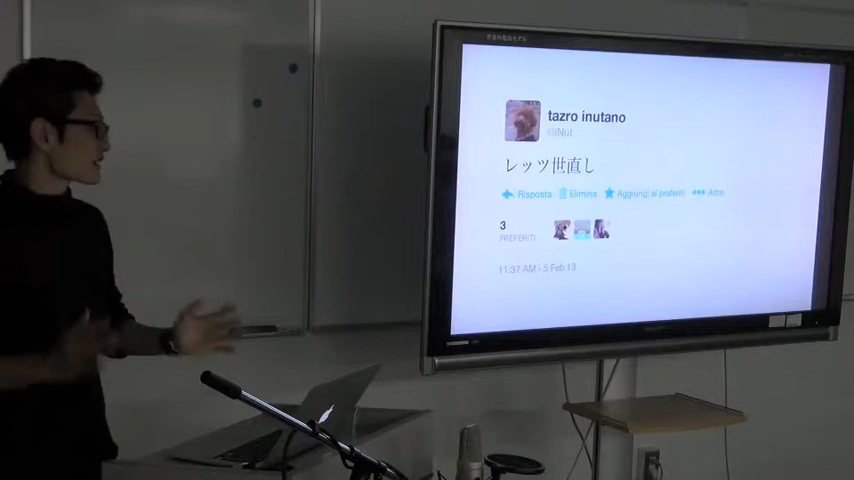 tazro inutano
@iNut
レッツ世直し
Risposta Elimina Aggiungi ai preferiti Altro
3
PREFERITI
11:37 AM - 5 Feb 13